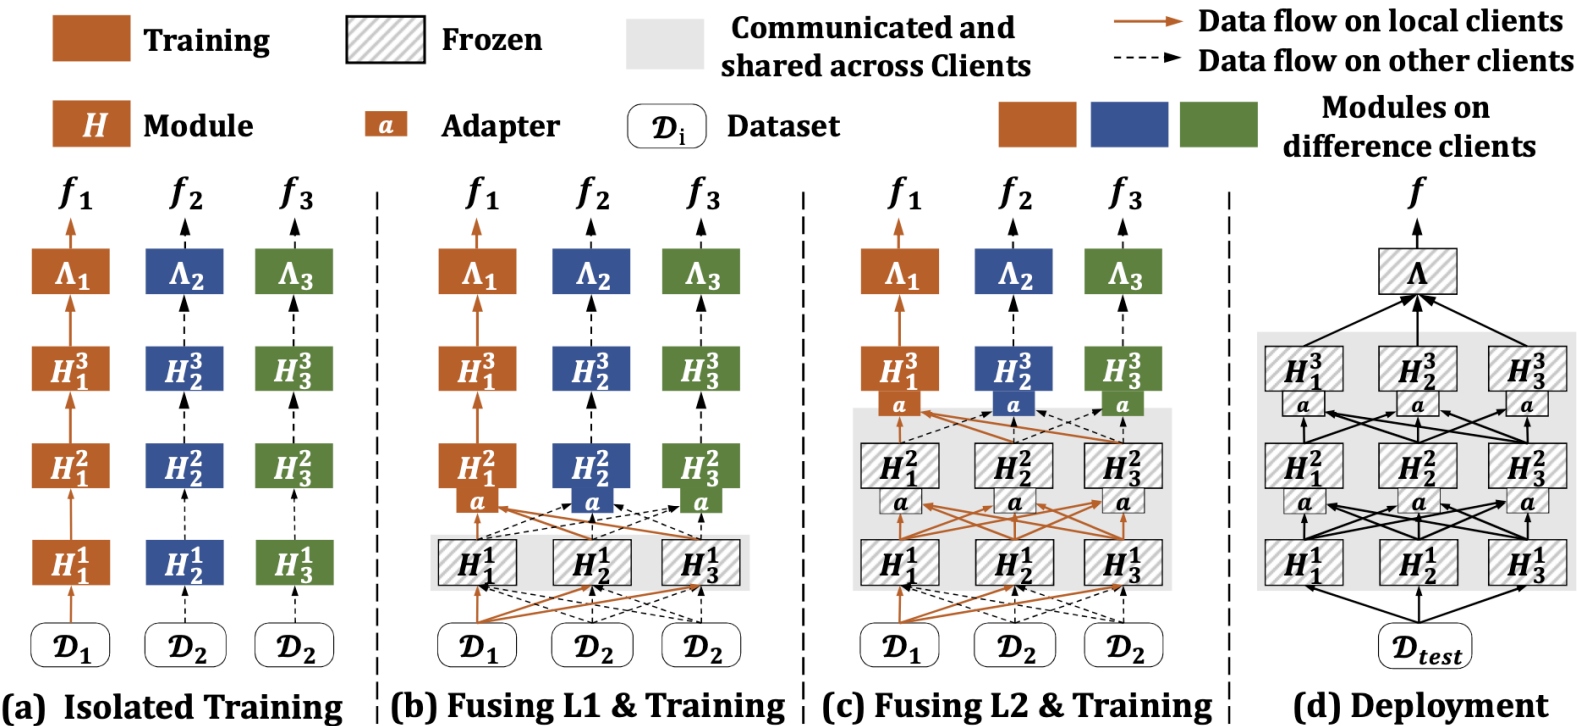 Training
Frozen
Communicated and
shared across Clients
Data flow on local clients
Data flow on other clients
H Module
a Adapter
𝒟ᵢ Dataset
Modules on
difference clients
f₁ f₂ f₃
Λ₁ Λ₂ Λ₃
H₁³ H₂³ H₃³
H₁² H₂² H₃²
H₁¹ H₂¹ H₃¹
𝒟₁ 𝒟₂ 𝒟₂
(a) Isolated Training
f₁ f₂ f₃
Λ₁ Λ₂ Λ₃
H₁³ H₂³ H₃³
H₁² H₂² H₃²
a a a
H₁¹ H₂¹ H₃¹
𝒟₁ 𝒟₂ 𝒟₂
(b) Fusing L1 & Training
f₁ f₂ f₃
Λ₁ Λ₂ Λ₃
H₁³ H₂³ H₃³
a a a
H₁² H₂² H₃²
a a a
H₁¹ H₂¹ H₃¹
𝒟₁ 𝒟₂ 𝒟₂
(c) Fusing L2 & Training
f
Λ
H₁³ H₂³ H₃³
a a a
H₁² H₂² H₃²
a a a
H₁¹ H₂¹ H₃¹
𝒟test
(d) Deployment